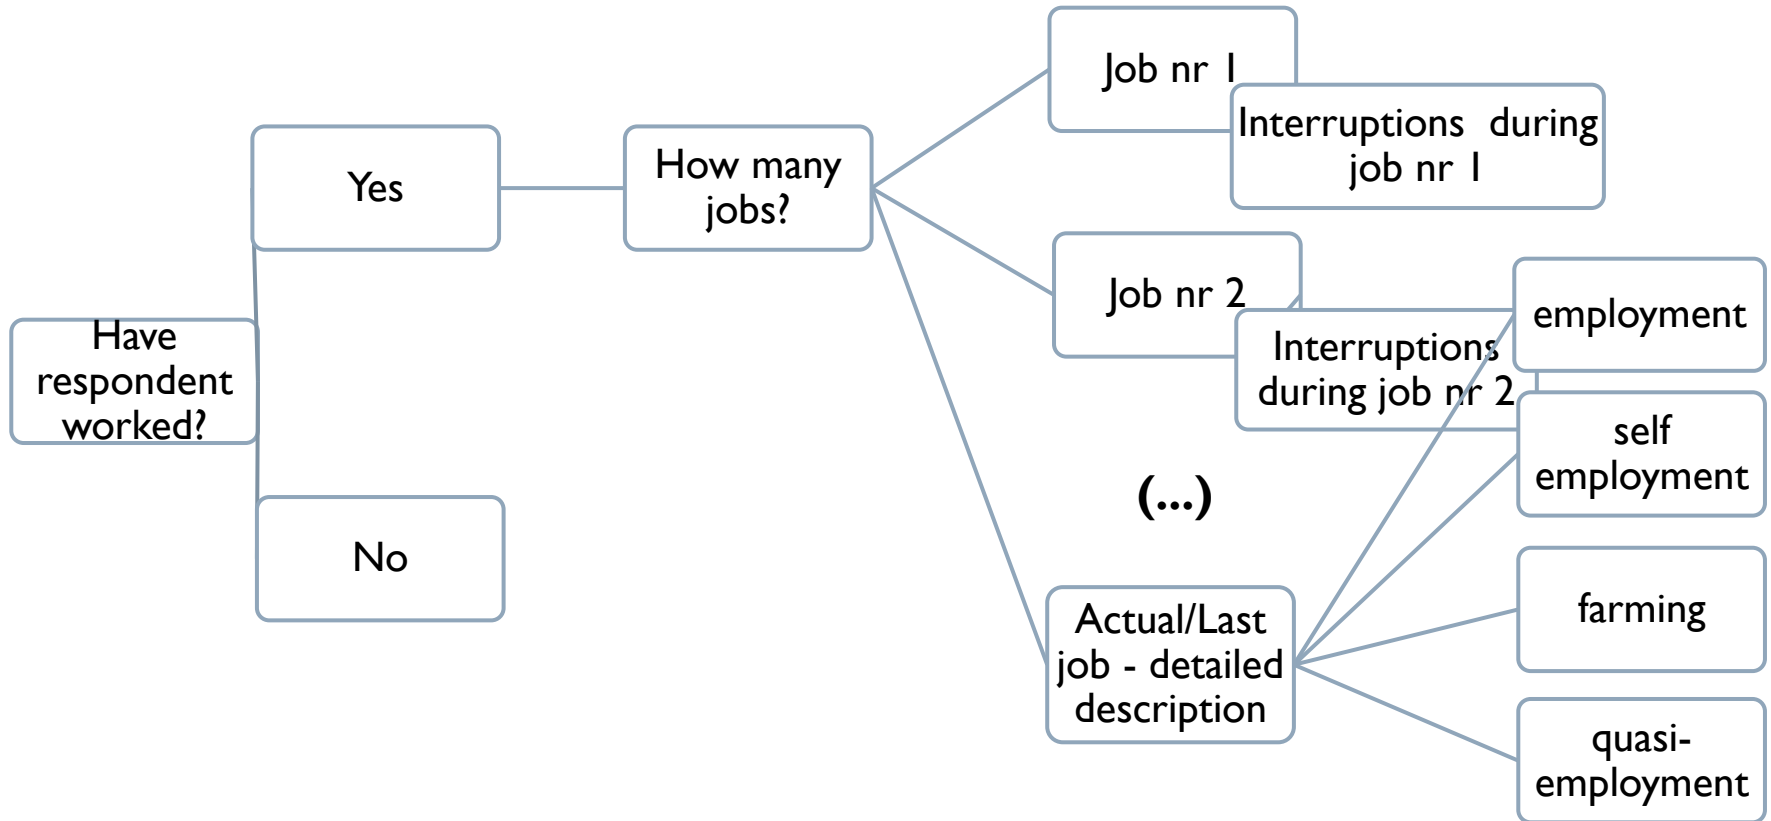 Have
respondent
worked?
Yes
No
How many
jobs?
Job nr 1
Interruptions during
job nr 1
Job nr 2
Interruptions
during job nr 2
(...)
Actual/Last
job - detailed
description
employment
self
employment
farming
quasi-
employment